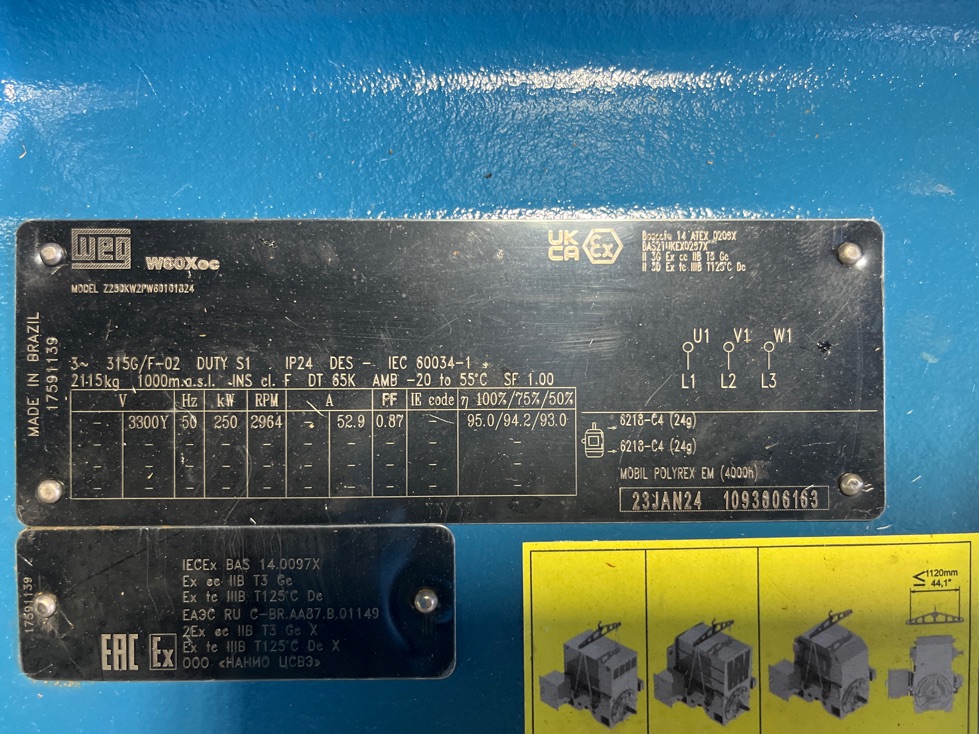 WEG
W60Xoc
MODEL Z250KW2PW60101824
UK CA Ex
Baseefa 14 ATEX 0206X
BAS21UKEX0297X
II 3G Ex ec IIB T3 Gc
II 3D Ex tc IIIB T125°C Dc
U1 V1 W1
L1 L2 L3
MADE IN BRAZIL
17591139
3~ 315G/F-02 DUTY S1 IP24 DES - IEC 60034-1
2115kg 1000m.a.s.l. INS cl. F DT 65K AMB -20 to 55°C SF 1.00
V Hz kW RPM A PF IE code η 100%/75%/50%
- 3300Y 50 250 2964 - 52.9 0.87 - 95.0/94.2/93.0
- - - - - - - - - -
- - - - - - - - - -
- - - - - - - - -
6218-C4 (24g)
6218-C4 (24g)
MOBIL POLYREX EM (4000h)
23JAN24 1093806163
17591139
IECEx BAS 14.0097X
Ex ec IIB T3 Gc
Ex tc IIIB T125°C Dc
ЕАЭС RU C-BR.AA87.B.01149
2Ex ec IIB T3 Gc X
Ex tc IIIB T125°C Dc X
ООО «НАНИО ЦСВЭ»
EAC Ex
≤ 1120mm
44,1"